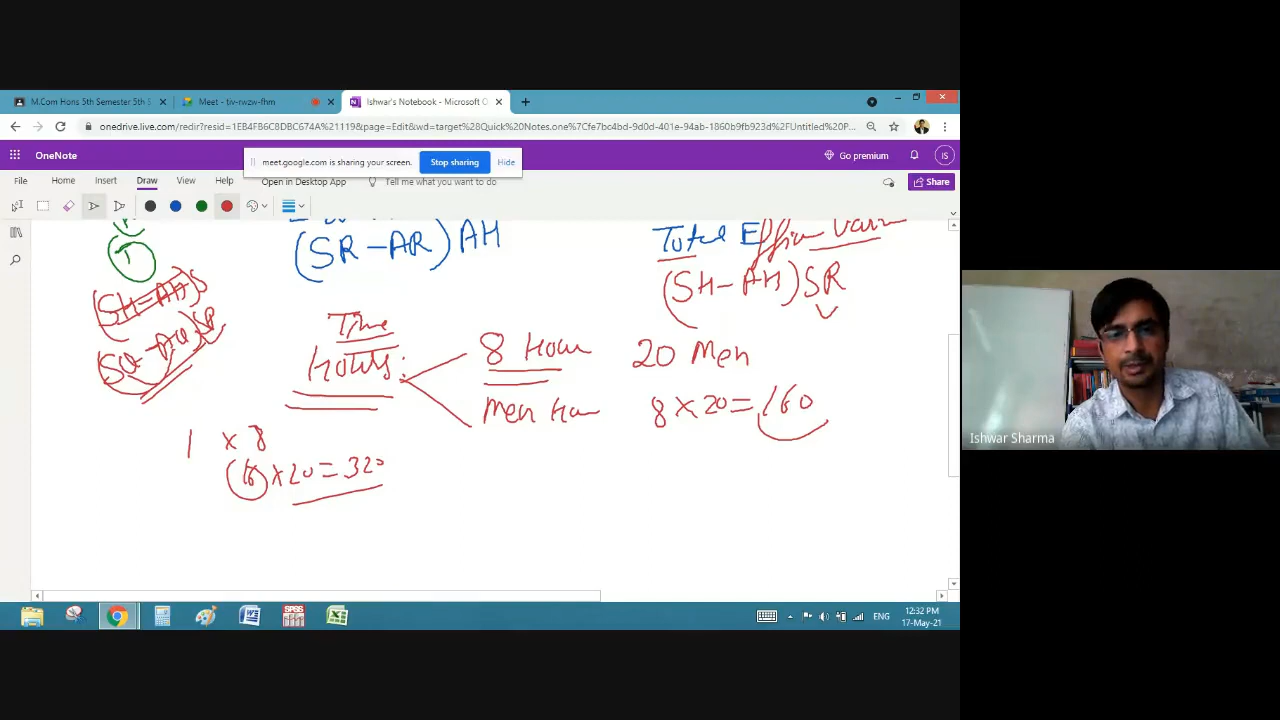 M.Com Hons 5th Semester 5th S
Meet - tiv-rwzw-fhm
Ishwar's Notebook - Microsoft O
onedrive.live.com/redir?resid=1EB4FB6C8DBC674A%21119&page=Edit&wd=target%28Quick%20Notes.one%7Cfe7bc4bd-9d0d-401e-94ab-1860b9fb923d%2FUntitled%20P...
OneNote
meet.google.com is sharing your screen.
Stop sharing
Hide
Go premium
IS
File Home Insert Draw View Help Open in Desktop App Tell me what you want to do
Share
(SR-AR) AH
Total
T
(SH-AH) SR
(SH=AH)S
Time
hours:
8 Hour
20 Men
Men
8 x 20 = 160
1 x 8
16 x 20 = 320
Ishwar Sharma
ENG
12:32 PM
17-May-21